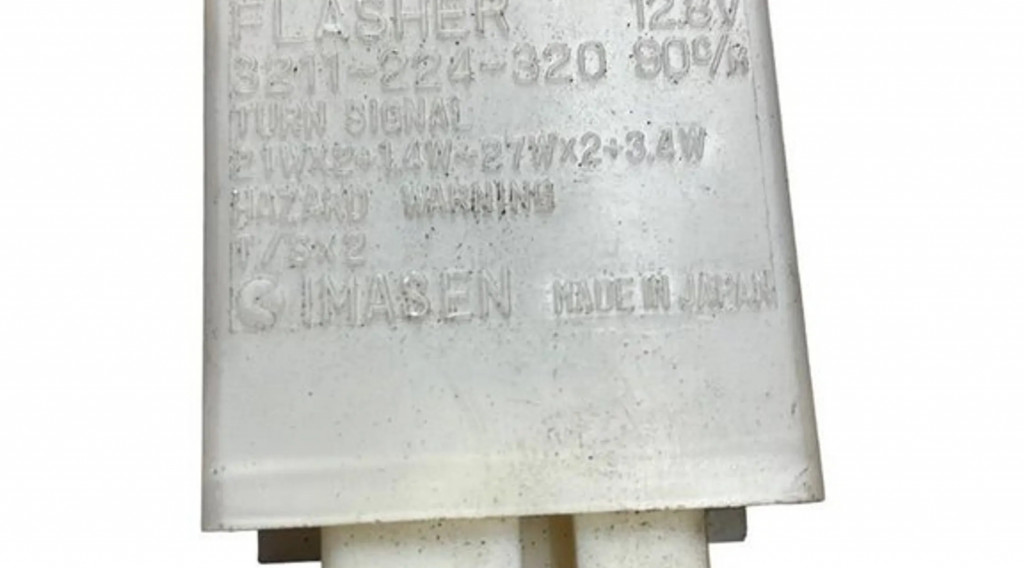 FLASHER 12.8V
3211-224-320 90c/m
TURN SIGNAL
21W×2+1.4W~27W×2+3.4W
HAZARD WARNING
T/S×2
IMASEN MADE IN JAPAN